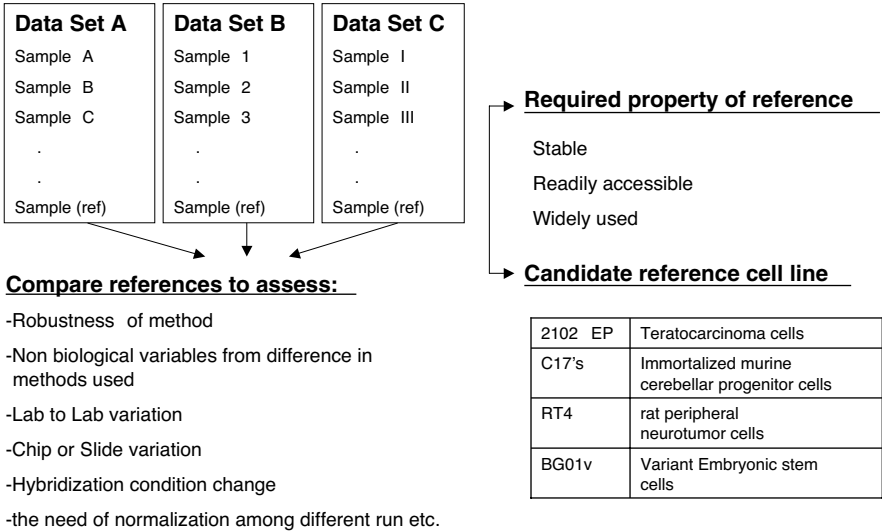 Data Set A
Sample A
Sample B
Sample C
.
.
Sample (ref)
Data Set B
Sample 1
Sample 2
Sample 3
.
.
Sample (ref)
Data Set C
Sample I
Sample II
Sample III
.
.
Sample (ref)
Compare references to assess:
-Robustness of method
-Non biological variables from difference in
methods used
-Lab to Lab variation
-Chip or Slide variation
-Hybridization condition change
-the need of normalization among different run etc.
Required property of reference
Stable
Readily accessible
Widely used
Candidate reference cell line
2102 EP Teratocarcinoma cells
C17's Immortalized murine
cerebellar progenitor cells
RT4 rat peripheral
neurotumor cells
BG01v Variant Embryonic stem
cells